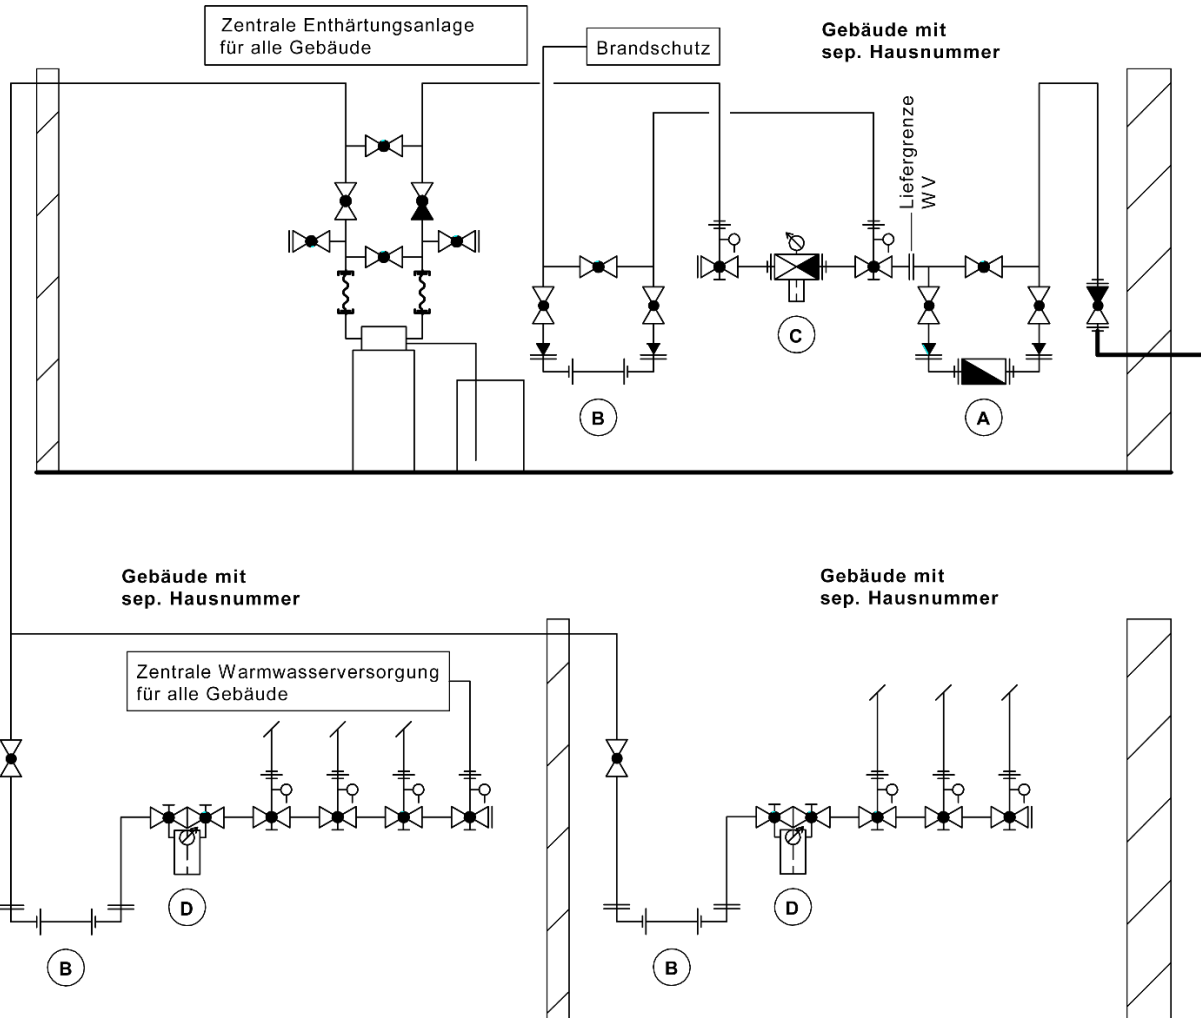 Zentrale Enthärtungsanlage
für alle Gebäude
Brandschutz
Gebäude mit
sep. Hausnummer
Liefergrenze
WV
C
B
A
Gebäude mit
sep. Hausnummer
Gebäude mit
sep. Hausnummer
Zentrale Warmwasserversorgung
für alle Gebäude
D
D
B
B